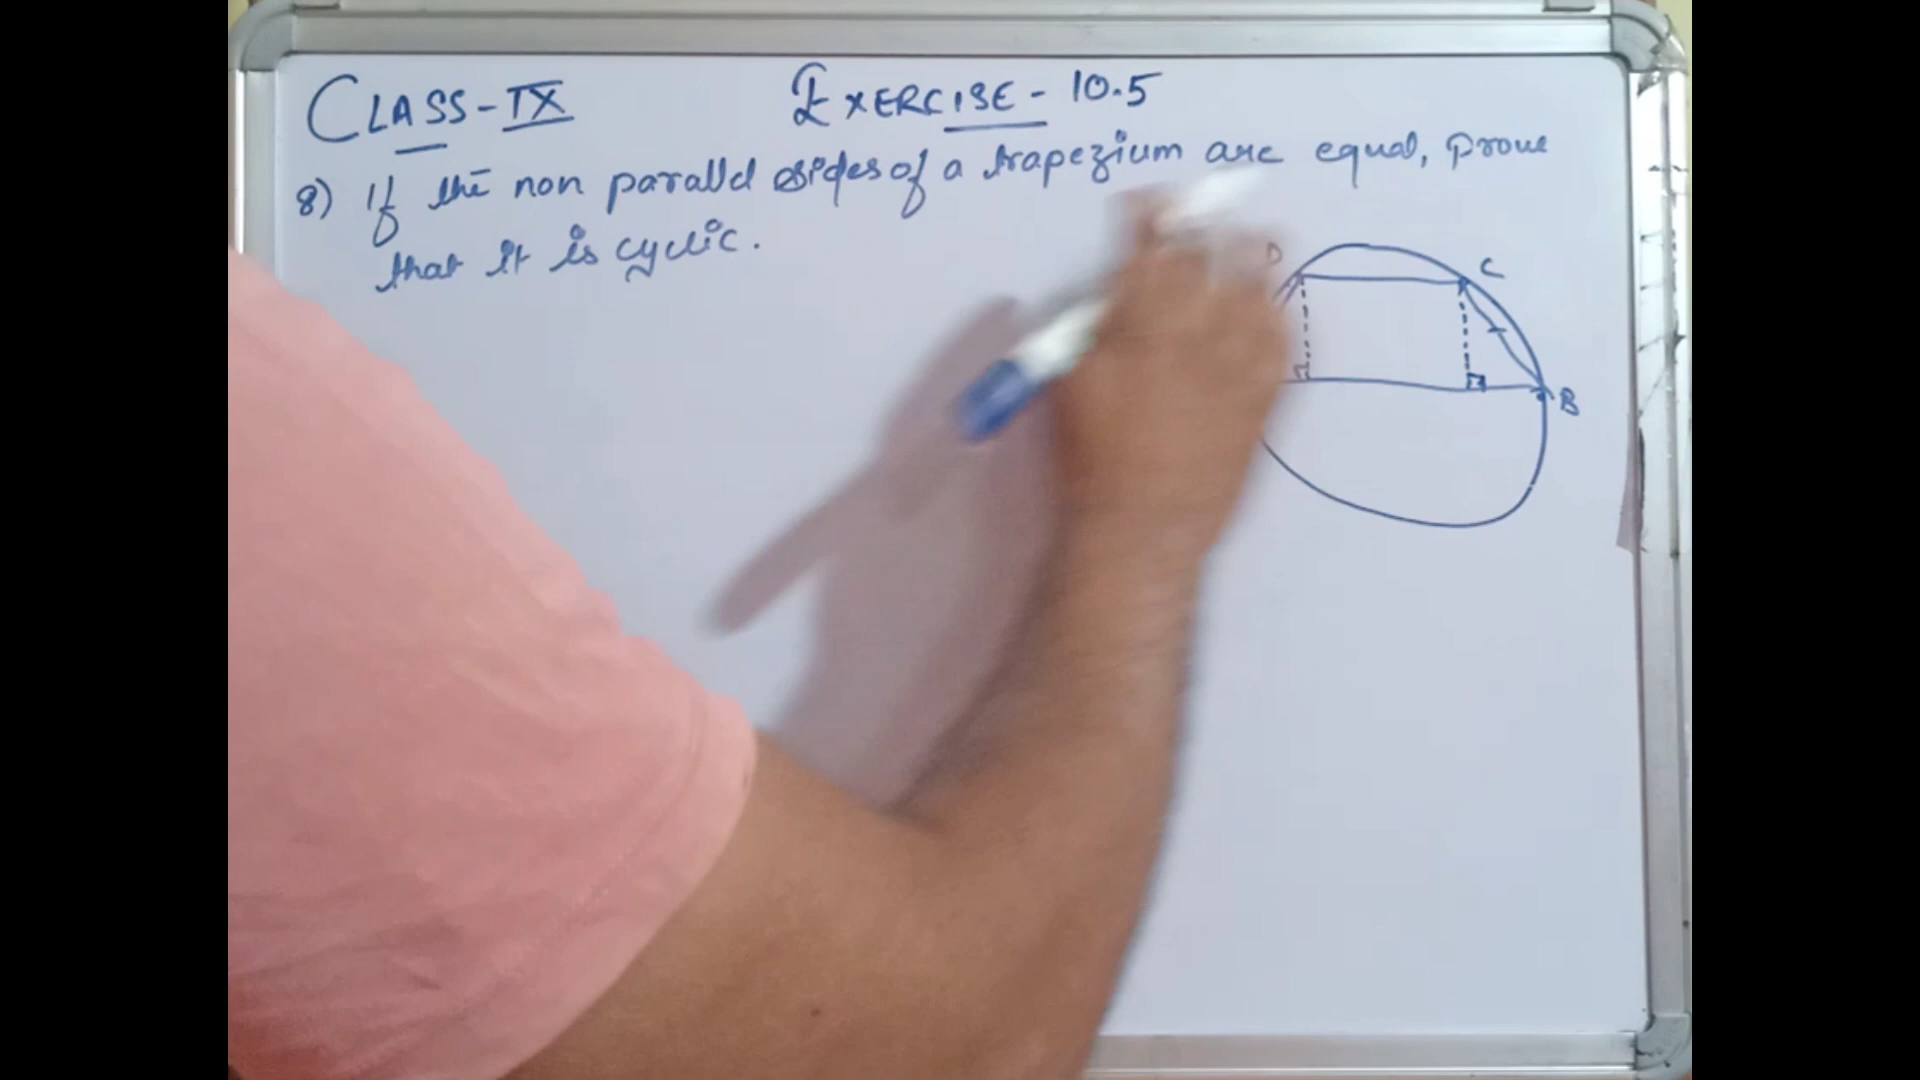 CLASS-IX EXERCISE - 10.5
8) If the non parallel sides of a trapezium are equal, prove
that it is cyclic.
D C
B